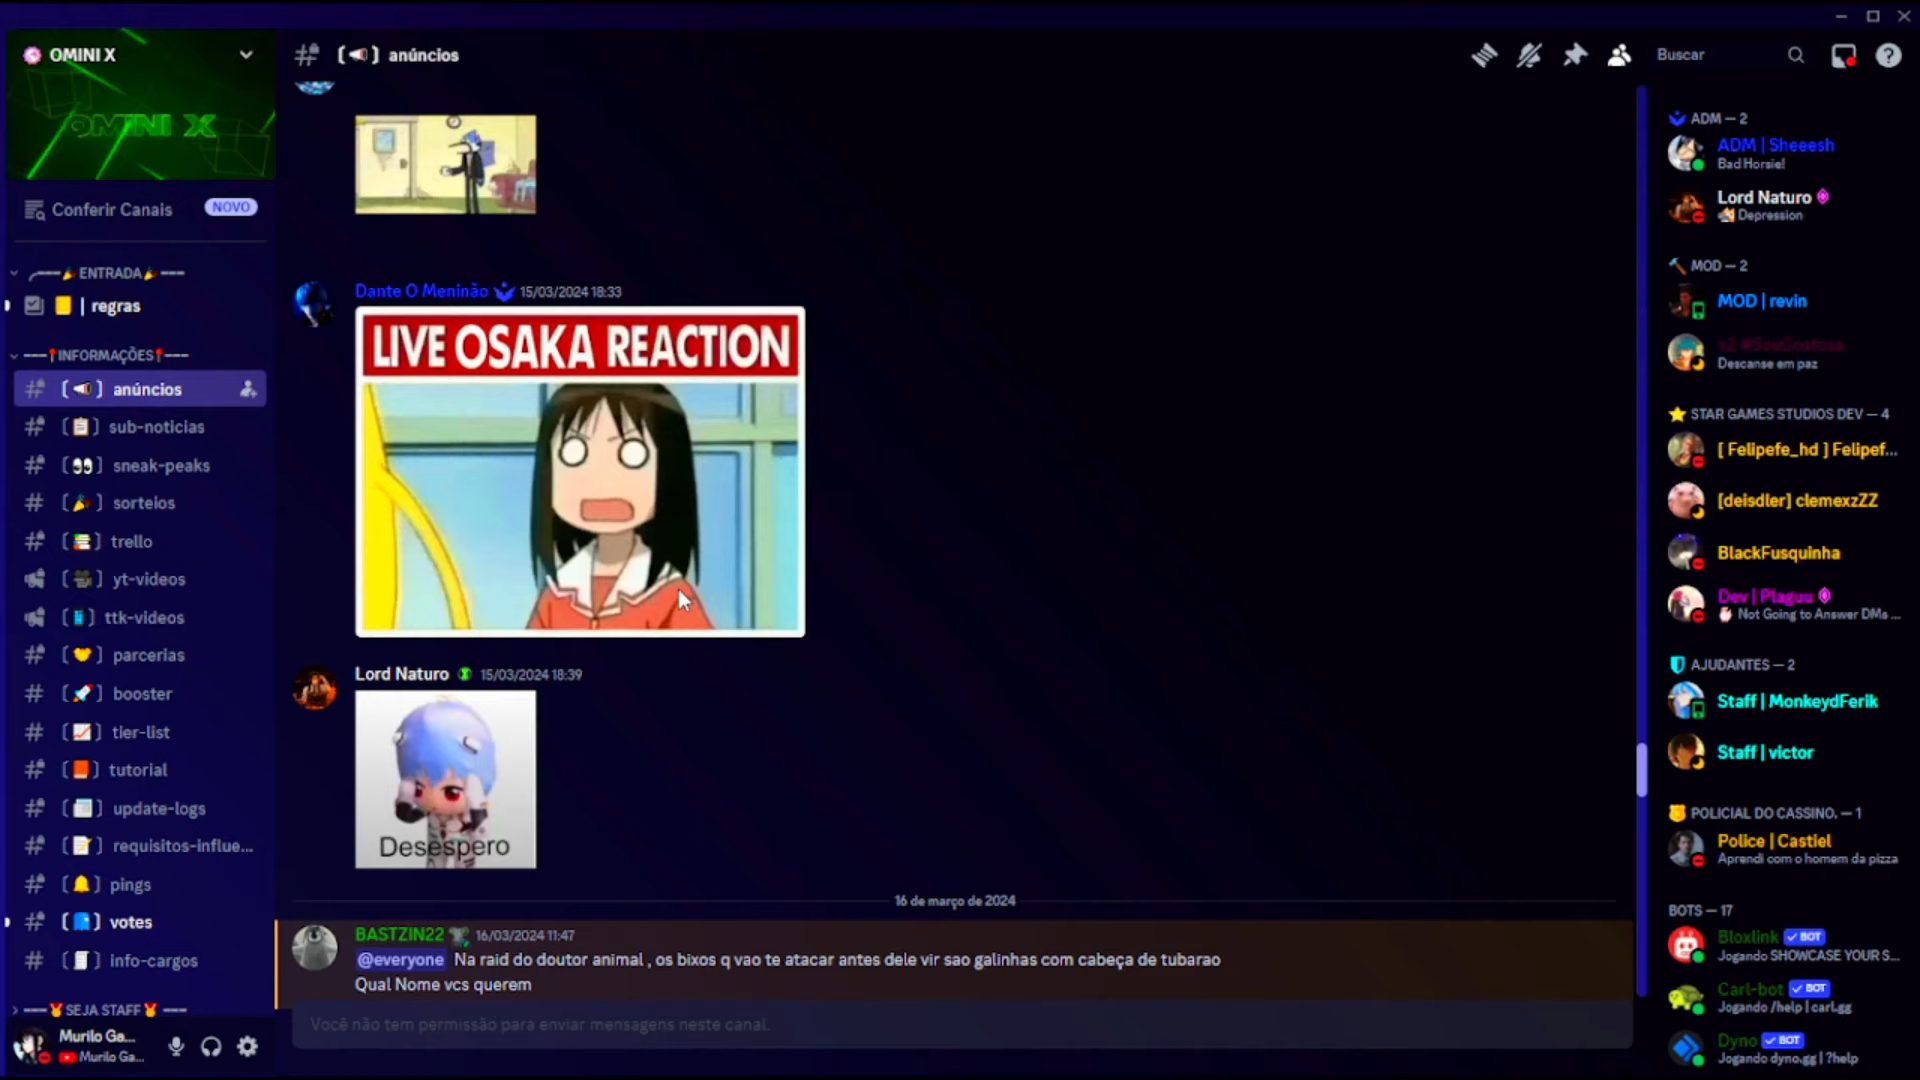 OMINI X
OMINI X
Conferir Canais NOVO
ENTRADA
| regras
INFORMAÇÕES
anúncios
sub-noticias
sneak-peaks
sorteios
trello
yt-videos
ttk-videos
parcerias
booster
tier-list
tutorial
update-logs
requisitos-influe...
pings
votes
info-cargos
SEJA STAFF
Murilo Ga...
Murilo Ga...
anúncios
Buscar
Dante O Meninão 15/03/2024 18:33
LIVE OSAKA REACTION
Lord Naturo 15/03/2024 18:39
Desespero
16 de março de 2024
BASTZIN22 16/03/2024 11:47
@everyone Na raid do doutor animal , os bixos q vao te atacar antes dele vir sao galinhas com cabeça de tubarao
Qual Nome vcs querem
Você não tem permissão para enviar mensagens neste canal.
ADM — 2
ADM | Sheeesh
Bad Horsie!
Lord Naturo
Depression
MOD — 2
MOD | revin
s2 #SouGostosa
Descanse em paz
STAR GAMES STUDIOS DEV — 4
[ Felipefe_hd ] Felipef...
[deisdler] clemexzZZ
BlackFusquinha
Dev | Plaguu
Not Going to Answer DMs ...
AJUDANTES — 2
Staff | MonkeydFerik
Staff | victor
POLICIAL DO CASSINO. — 1
Police | Castiel
Aprendi com o homem da pizza
BOTS — 17
Bloxlink BOT
Jogando SHOWCASE YOUR S...
Carl-bot BOT
Jogando /help | carl.gg
Dyno BOT
Jogando dyno.gg | ?help